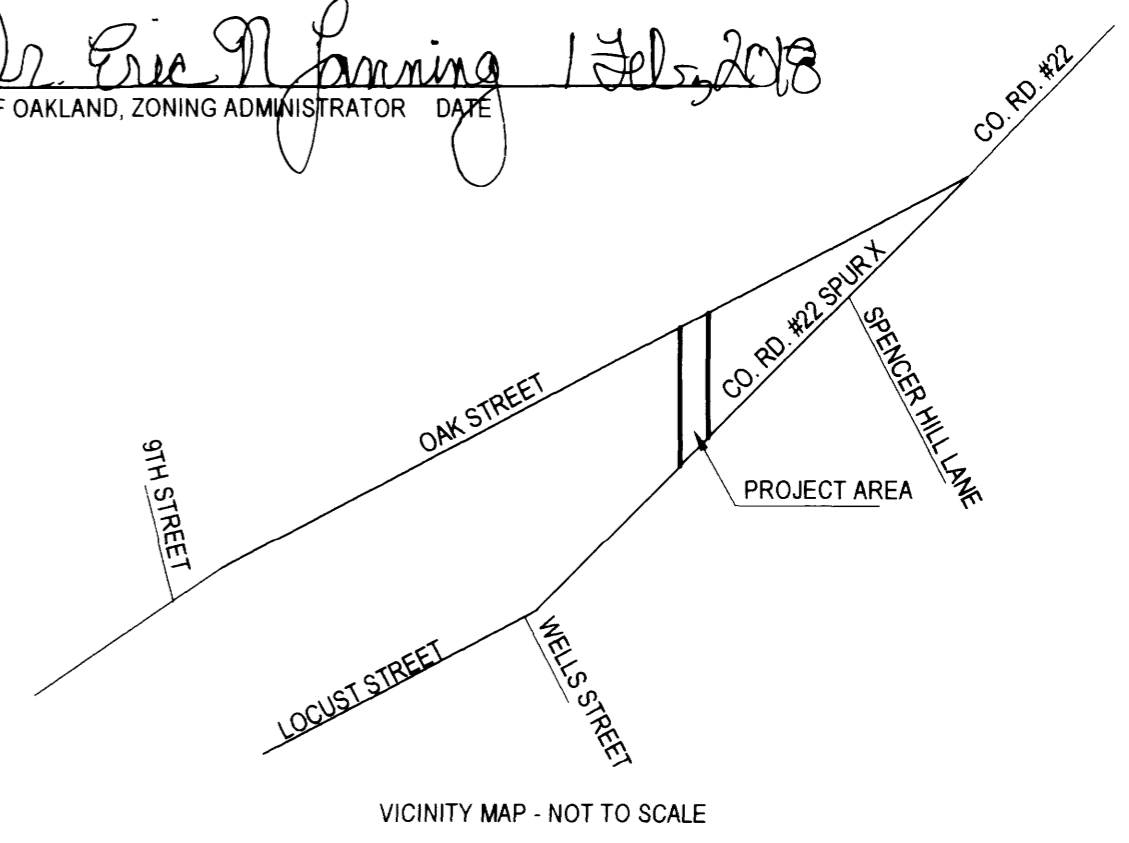 Dr. Eric N Lanning 1 Feb, 2018
F OAKLAND, ZONING ADMINISTRATOR DATE
CO. RD. #22
CO. RD. #22 SPUR X
SPENCER HILL LANE
OAK STREET
9TH STREET
PROJECT AREA
WELLS STREET
LOCUST STREET
VICINITY MAP - NOT TO SCALE